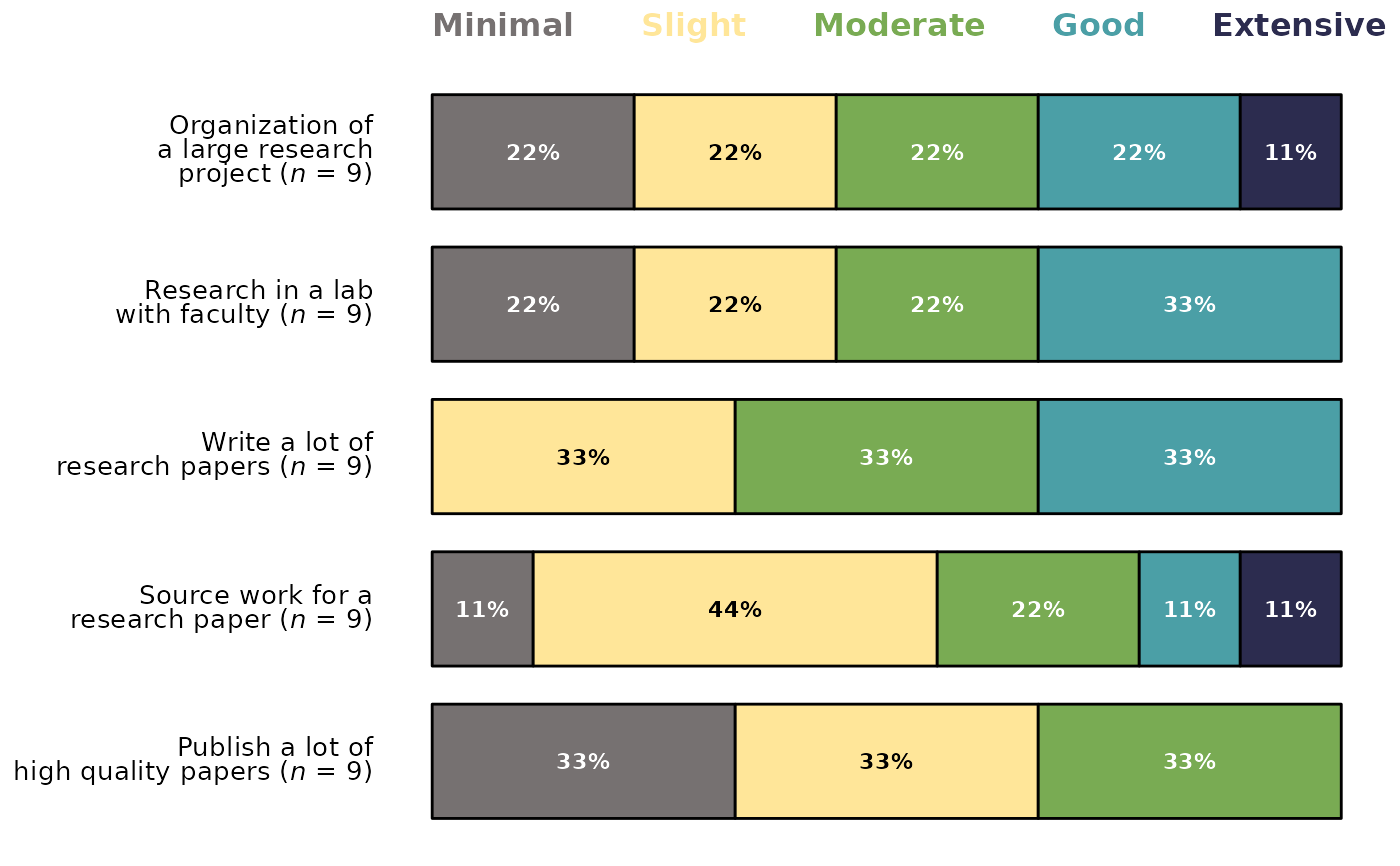 Minimal Slight Moderate Good Extensive
Organization of
a large research
project (n = 9)
22% 22% 22% 22% 11%
Research in a lab
with faculty (n = 9)
22% 22% 22% 33%
Write a lot of
research papers (n = 9)
33% 33% 33%
Source work for a
research paper (n = 9)
11% 44% 22% 11% 11%
Publish a lot of
high quality papers (n = 9)
33% 33% 33%